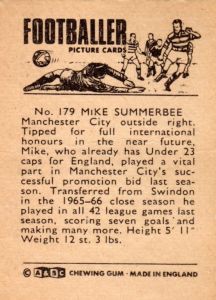 FOOTBALLER
PICTURE CARDS
No. 179 MIKE SUMMERBEE
Manchester City outside right.
Tipped for full international
honours in the near future,
Mike, who already has Under 23
caps for England, played a vital
part in Manchester City's suc-
cessful promotion bid last sea-
son. Transferred from Swindon
in the 1965-66 close season he
played in all 42 league games last
season, scoring seven goals and
making many more. Height 5' 11"
Weight 12 st. 3 lbs.
© A&BC CHEWING GUM · MADE IN ENGLAND